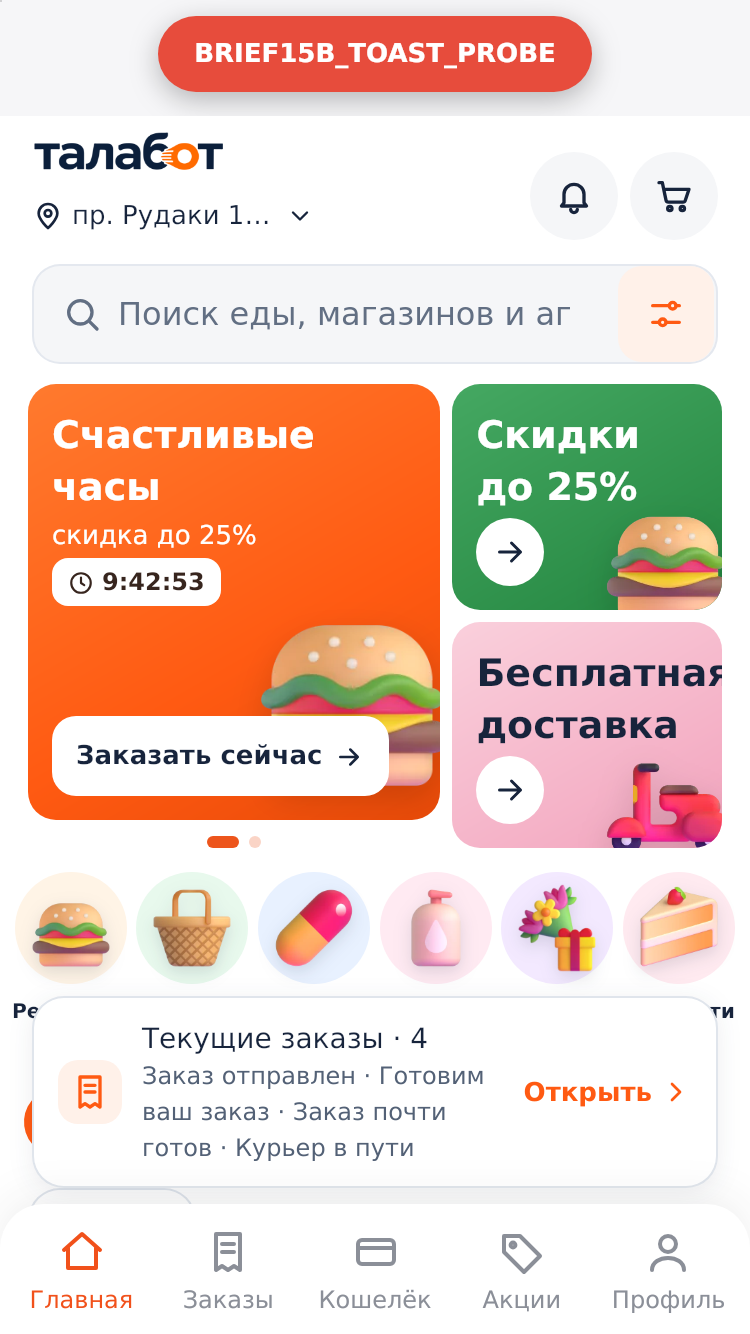 BRIEF15B_TOAST_PROBE
талабот
пр. Рудаки 1...
Поиск еды, магазинов и аг
Счастливые
часы
скидка до 25%
9:42:53
Заказать сейчас
Скидки
до 25%
Бесплатная
доставка
Ре
ти
Текущие заказы · 4
Заказ отправлен · Готовим
ваш заказ · Заказ почти
готов · Курьер в пути
Открыть
Главная
Заказы
Кошелёк
Акции
Профиль